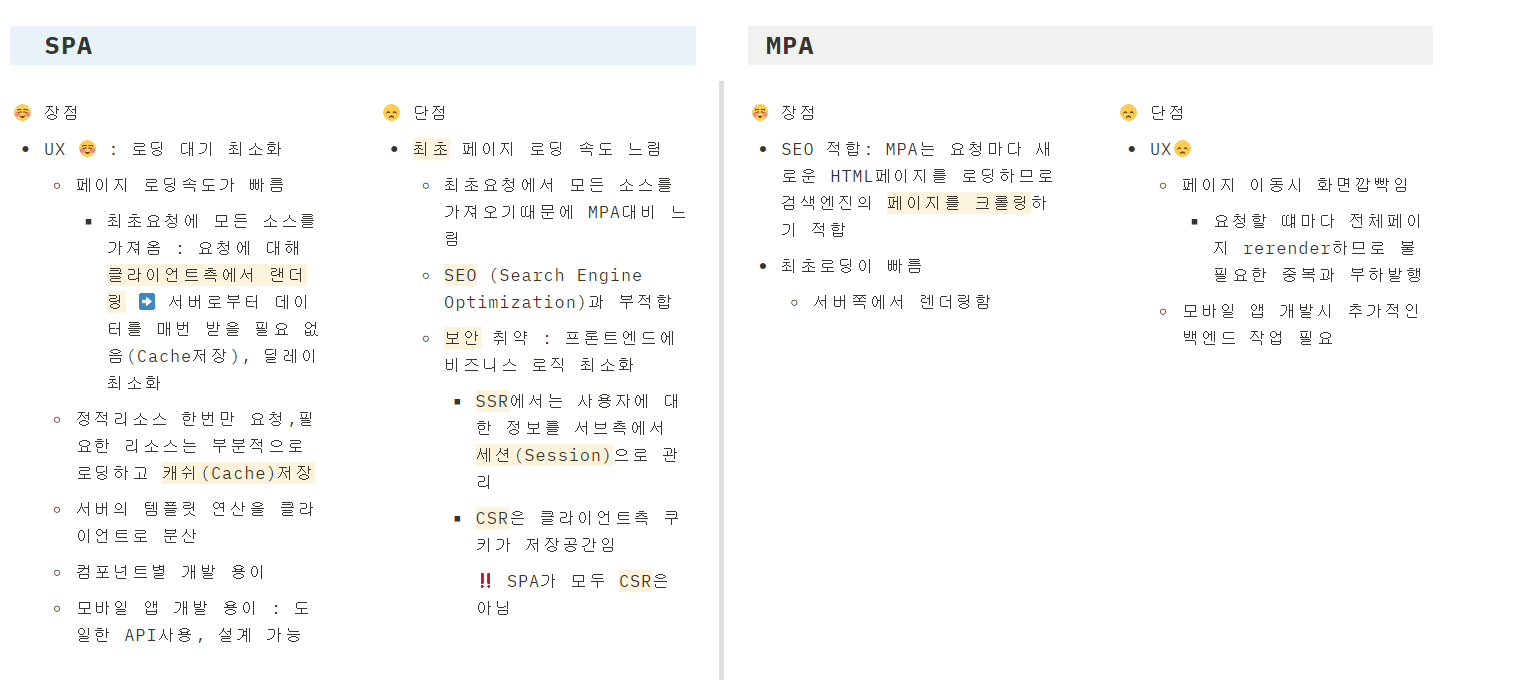 SPA
☺️ 장점
• UX ☺️ : 로딩 대기 최소화
◦ 페이지 로딩속도가 빠름
▪ 최초요청에 모든 소스를
가져옴 : 요청에 대해
클라이언트측에서 랜더
링 ➡️ 서버로부터 데이
터를 매번 받을 필요 없
음(Cache저장), 딜레이
최소화
◦ 정적리소스 한번만 요청,필
요한 리소스는 부분적으로
로딩하고 캐쉬(Cache)저장
◦ 서버의 템플릿 연산을 클라
이언트로 분산
◦ 컴포넌트별 개발 용이
◦ 모바일 앱 개발 용이 : 도
일한 API사용, 설계 가능
😞 단점
• 최초 페이지 로딩 속도 느림
◦ 최초요청에서 모든 소스를
가져오기때문에 MPA대비 느
림
◦ SEO (Search Engine
Optimization)과 부적합
◦ 보안 취약 : 프론트엔드에
비즈니스 로직 최소화
▪ SSR에서는 사용자에 대
한 정보를 서브측에서
세션(Session)으로 관
리
▪ CSR은 클라이언트측 쿠
키가 저장공간임
‼️ SPA가 모두 CSR은
아님
MPA
☺️ 장점
• SEO 적합: MPA는 요청마다 새
로운 HTML페이지를 로딩하므로
검색엔진의 페이지를 크롤링하
기 적합
• 최초로딩이 빠름
◦ 서버쪽에서 렌더링함
😞 단점
• UX😞
◦ 페이지 이동시 화면깝빡임
▪ 요청할 떄마다 전체페이
지 rerender하므로 불
필요한 중복과 부하발행
◦ 모바일 앱 개발시 추가적인
백엔드 작업 필요